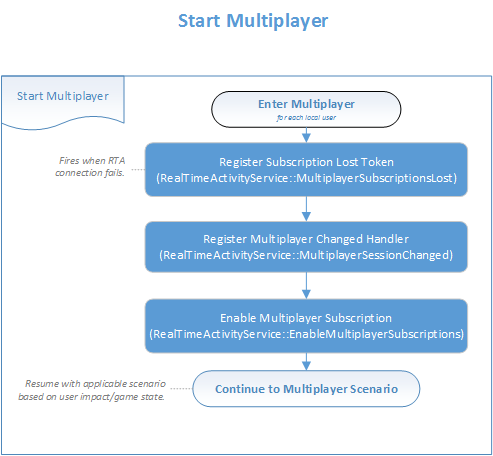 Start Multiplayer
Start Multiplayer
Enter Multiplayer
for each local user
Fires when RTA
connection fails.
Register Subscription Lost Token
(RealTimeActivityService::MultiplayerSubscriptionsLost)
Register Multiplayer Changed Handler
(RealTimeActivityService::MultiplayerSessionChanged)
Enable Multiplayer Subscription
(RealTimeActivityService::EnableMultiplayerSubscriptions)
Resume with applicable scenario
based on user impact/game state.
Continue to Multiplayer Scenario